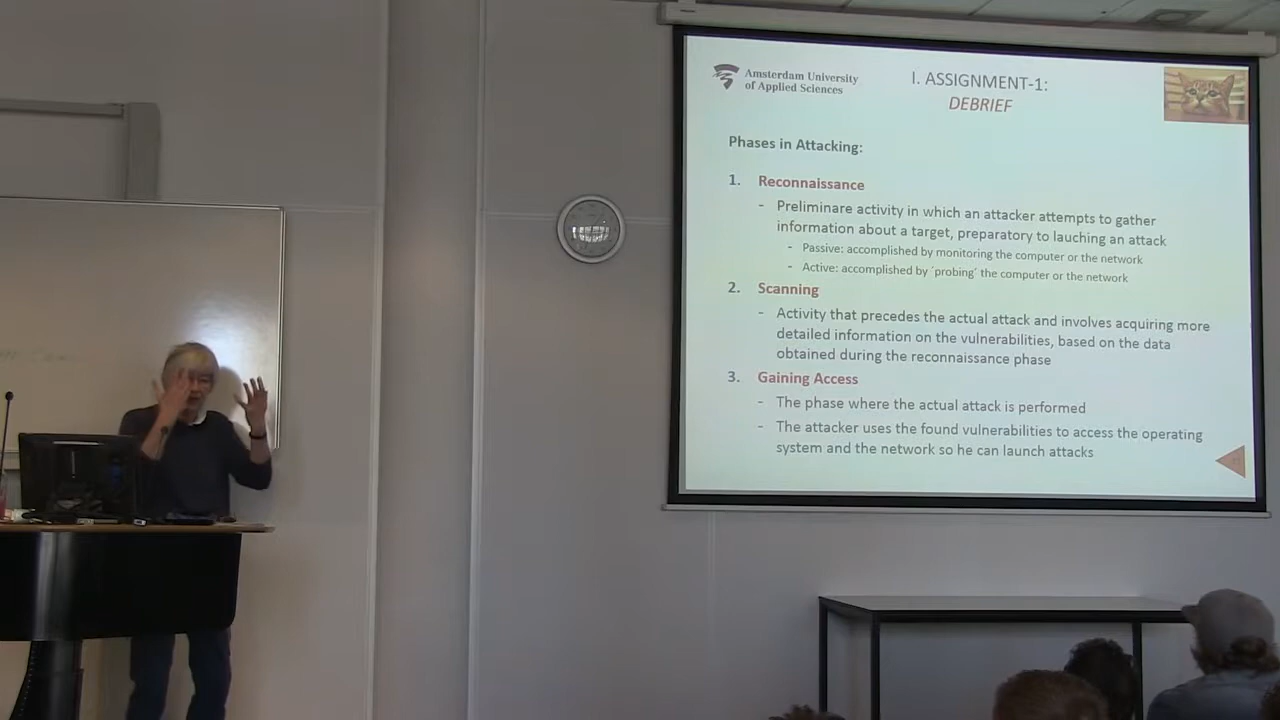 Amsterdam University
of Applied Sciences
I. ASSIGNMENT-1:
DEBRIEF
Phases in Attacking:
1. Reconnaissance
- Preliminare activity in which an attacker attempts to gather
information about a target, preparatory to lauching an attack
- Passive: accomplished by monitoring the computer or the network
- Active: accomplished by ´probing´ the computer or the network
2. Scanning
- Activity that precedes the actual attack and involves acquiring more
detailed information on the vulnerabilities, based on the data
obtained during the reconnaissance phase
3. Gaining Access
- The phase where the actual attack is performed
- The attacker uses the found vulnerabilities to access the operating
system and the network so he can launch attacks